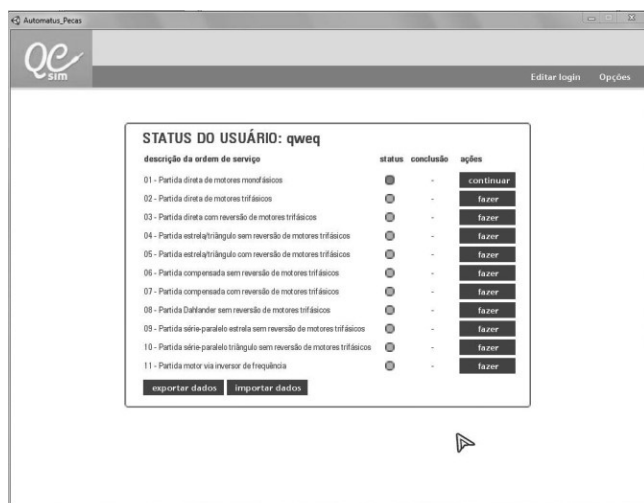 Automatus_Pecas
QC
sim
Editar login Opções
STATUS DO USUÁRIO: qweq
descrição da ordem de serviço status conclusão ações
01 - Partida direta de motores monofásicos - continuar
02 - Partida direta de motores trifásicos - fazer
03 - Partida direta com reversão de motores trifásicos - fazer
04 - Partida estrela/triângulo sem reversão de motores trifásicos - fazer
05 - Partida estrela/triângulo com reversão de motores trifásicos - fazer
06 - Partida compensada sem reversão de motores trifásicos - fazer
07 - Partida compensada com reversão de motores trifásicos - fazer
08 - Partida Dahlander sem reversão de motores trifásicos - fazer
09 - Partida série-paralelo estrela sem reversão de motores trifásicos - fazer
10 - Partida série-paralelo triângulo sem reversão de motores trifásicos - fazer
11 - Partida motor via inversor de frequência - fazer
exportar dados importar dados